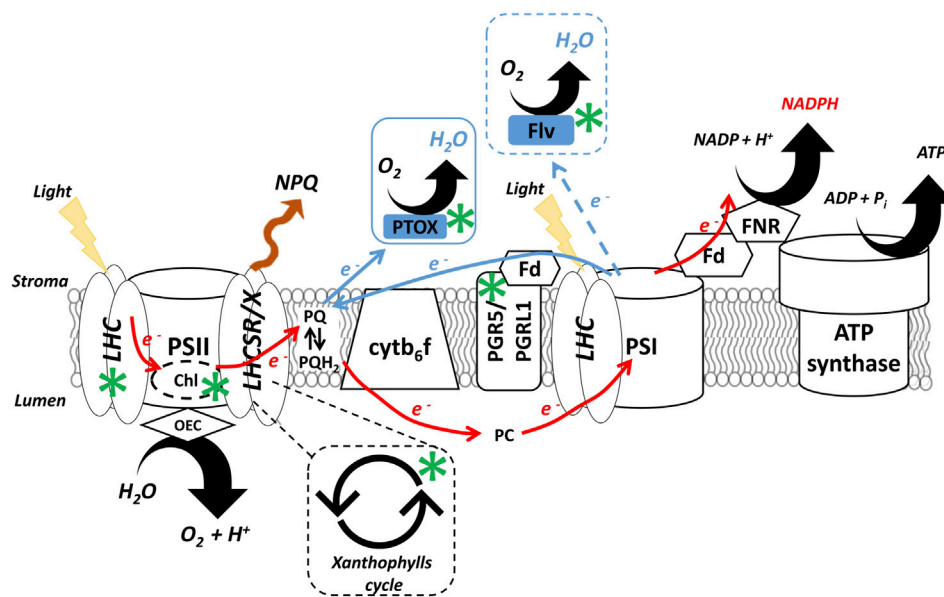 H₂O
O₂
Flv
e⁻
H₂O
O₂
PTOX
e⁻
NADPH
NADP + H⁺
ATP
ADP + Pᵢ
Light
NPQ
Light
e⁻
FNR
Fd
Fd
e⁻
Stroma
Lumen
LHC
e⁻
PSII
Chl
LHCSR/X
e⁻
PQ
PQH₂
cytb₆f
PGR5/
PGRL1
LHC
PSI
ATP
synthase
e⁻
PC
e⁻
OEC
H₂O
O₂ + H⁺
Xanthophylls
cycle